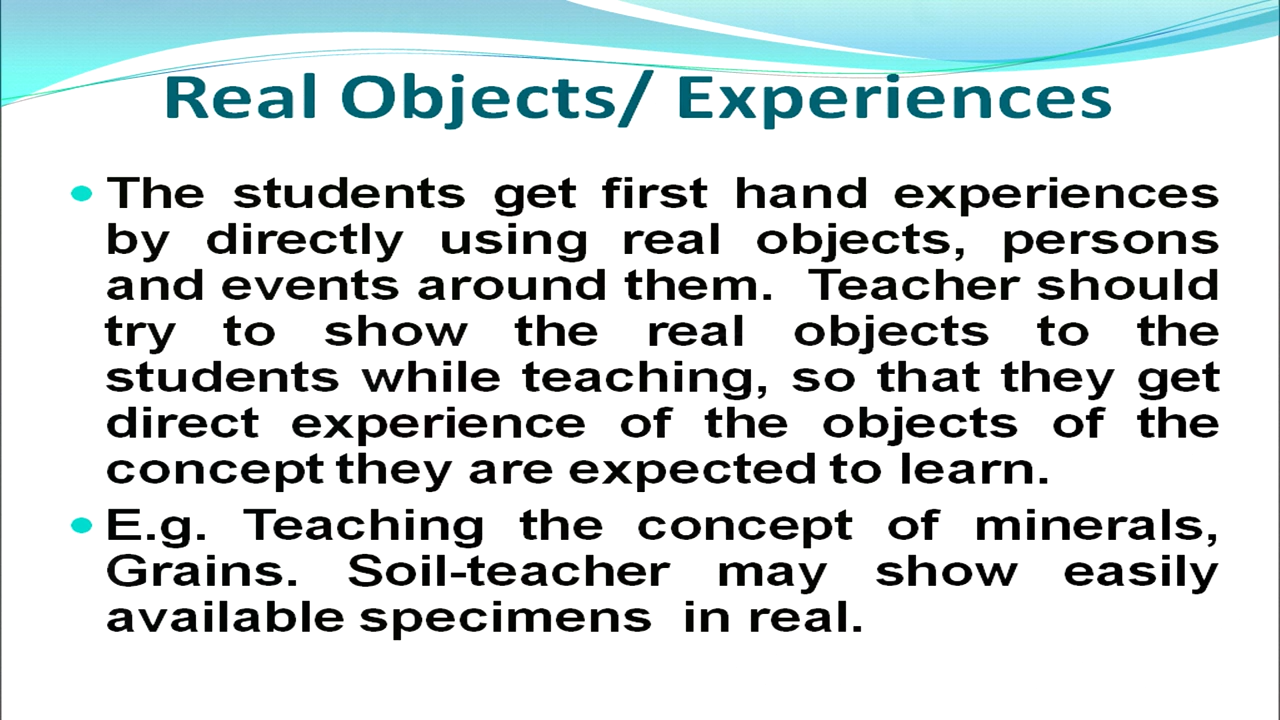 Real Objects/ Experiences
• The students get first hand experiences
by directly using real objects, persons
and events around them. Teacher should
try to show the real objects to the
students while teaching, so that they get
direct experience of the objects of the
concept they are expected to learn.
• E.g. Teaching the concept of minerals,
Grains. Soil-teacher may show easily
available specimens in real.